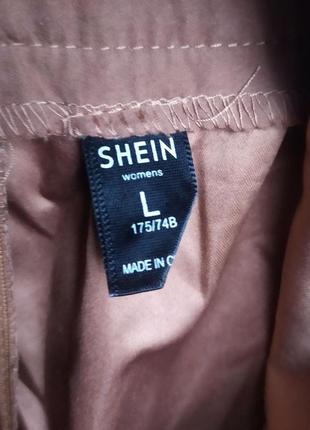 SHEIN
womens
L
175/74B
MADE IN C